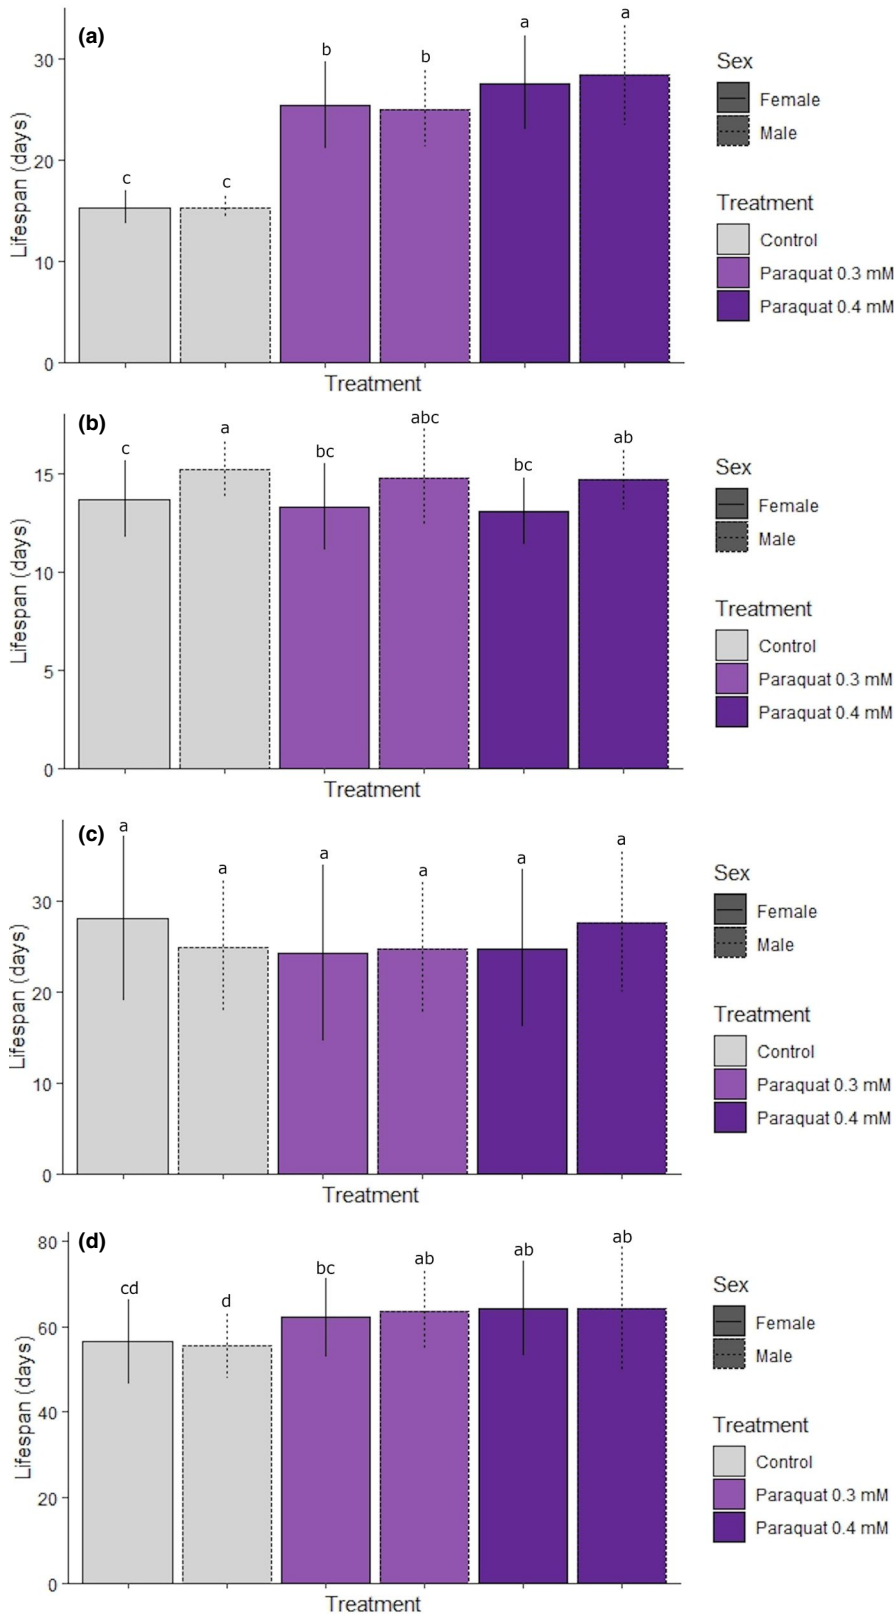 (a)
c
c
b
b
a
a
30
20
10
0
Lifespan (days)
Treatment
Sex
Female
Male
Treatment
Control
Paraquat 0.3 mM
Paraquat 0.4 mM
(b)
c
a
bc
abc
bc
ab
15
10
5
0
Lifespan (days)
Treatment
Sex
Female
Male
Treatment
Control
Paraquat 0.3 mM
Paraquat 0.4 mM
(c)
a
a
a
a
a
a
30
20
10
0
Lifespan (days)
Treatment
Sex
Female
Male
Treatment
Control
Paraquat 0.3 mM
Paraquat 0.4 mM
(d)
cd
d
bc
ab
ab
ab
80
60
40
20
0
Lifespan (days)
Treatment
Sex
Female
Male
Treatment
Control
Paraquat 0.3 mM
Paraquat 0.4 mM